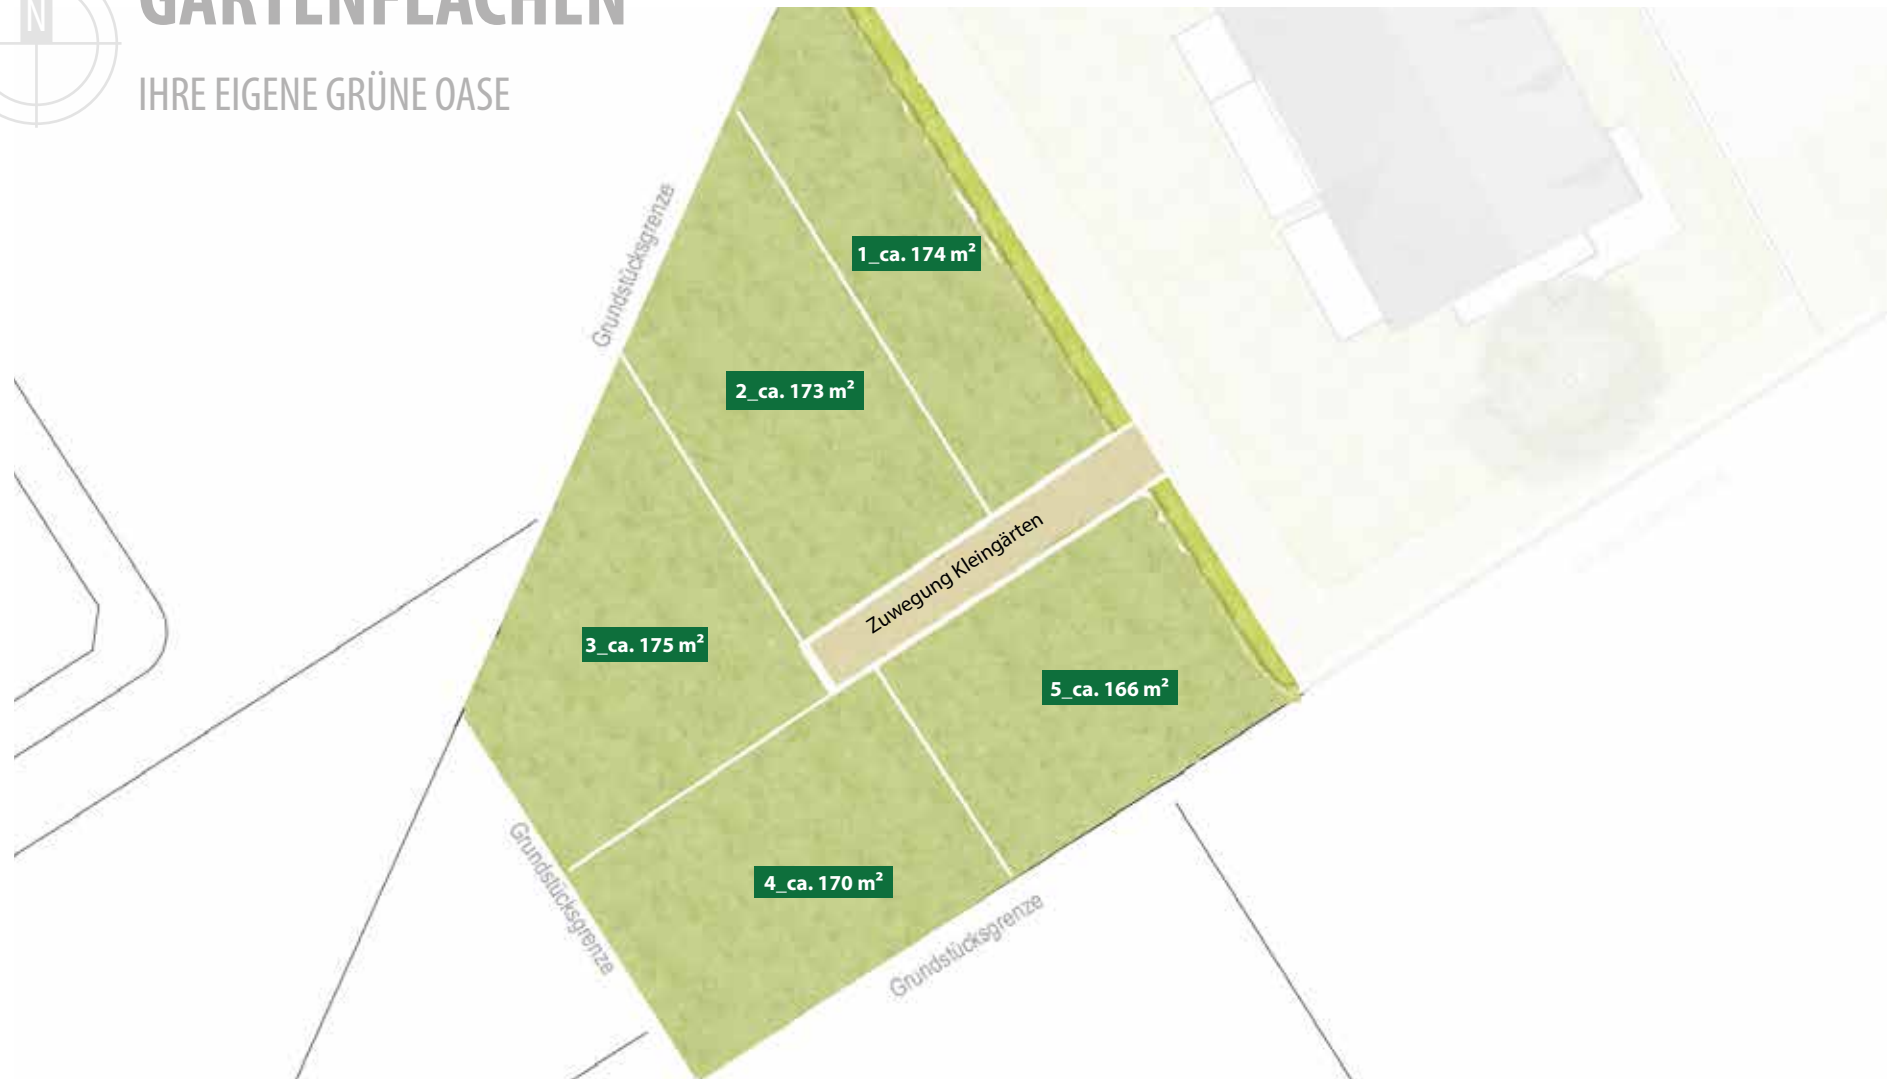 N
GARTENFLÄCHEN
IHRE EIGENE GRÜNE OASE
Grundstücksgrenze
1_ca. 174 m²
2_ca. 173 m²
Zuwegung Kleingärten
3_ca. 175 m²
5_ca. 166 m²
4_ca. 170 m²
Grundstücksgrenze
Grundstücksgrenze